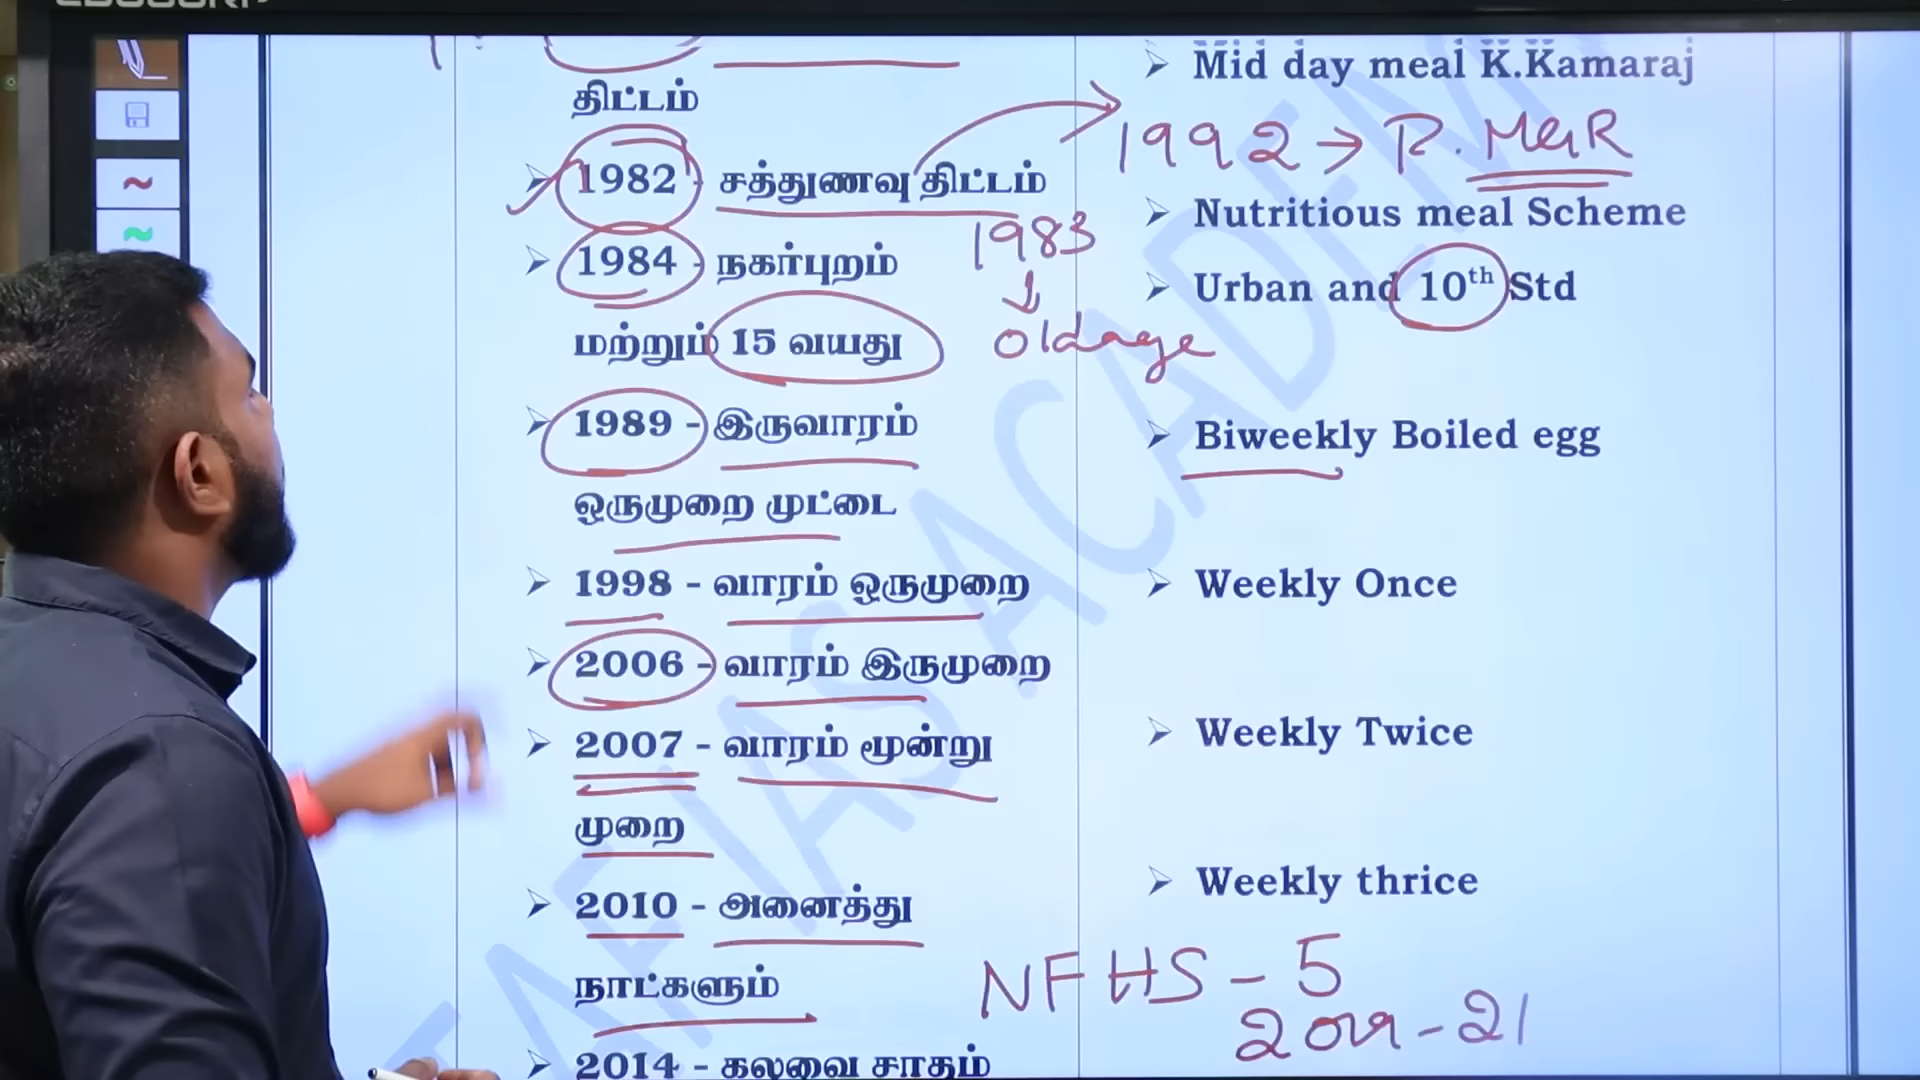 திட்டம்
1982 - சத்துணவு திட்டம்
1983
1984 - நகர்புறம்
மற்றும் 15 வயது
oldage
1989 - இருவாரம்
ஒருமுறை முட்டை
1998 - வாரம் ஒருமுறை
2006 - வாரம் இருமுறை
2007 - வாரம் மூன்று
முறை
2010 - அனைத்து
நாட்களும்
2014 - கலவை சாதம்
Mid day meal K.Kamaraj
1992 → P. MGR
Nutritious meal Scheme
Urban and 10th Std
Biweekly Boiled egg
Weekly Once
Weekly Twice
Weekly thrice
NFHS - 5
2019 - 21
IAS ACADEMY